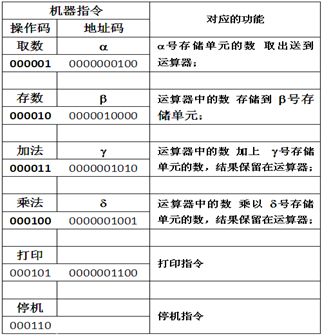 机器指令
对应的功能
操作码 地址码
取数 α
α号存储单元的数 取出送到
运算器;
000001 0000000100
存数 β
运算器中的数 存储到 β号存
储单元;
000010 0000010000
加法 γ
运算器中的数 加上 γ号存储
单元的数,结果保留在运算器;
000011 0000001010
乘法 δ
运算器中的数 乘以 δ号存储
单元的数,结果保留在运算器;
000100 0000001001
打印
打印指令
000101 0000001100
停机
停机指令
000110